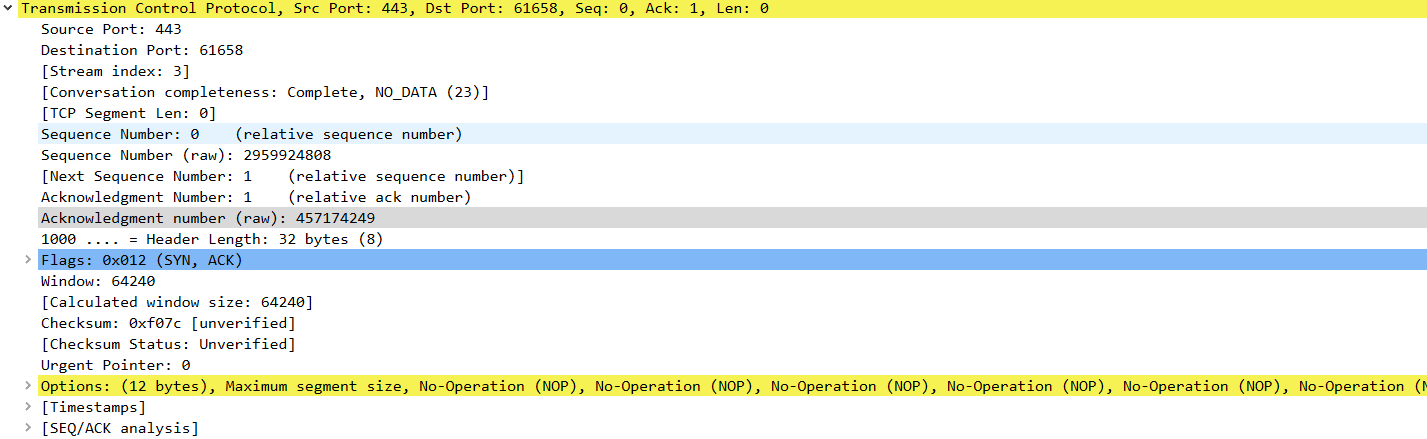 Transmission Control Protocol, Src Port: 443, Dst Port: 61658, Seq: 0, Ack: 1, Len: 0
Source Port: 443
Destination Port: 61658
[Stream index: 3]
[Conversation completeness: Complete, NO_DATA (23)]
[TCP Segment Len: 0]
Sequence Number: 0    (relative sequence number)
Sequence Number (raw): 2959924808
[Next Sequence Number: 1    (relative sequence number)]
Acknowledgment Number: 1    (relative ack number)
Acknowledgment number (raw): 457174249
1000 .... = Header Length: 32 bytes (8)
Flags: 0x012 (SYN, ACK)
Window: 64240
[Calculated window size: 64240]
Checksum: 0xf07c [unverified]
[Checksum Status: Unverified]
Urgent Pointer: 0
Options: (12 bytes), Maximum segment size, No-Operation (NOP), No-Operation (NOP), No-Operation (NOP), No-Operation (NOP), No-Operation (NOP), No-Operation
[Timestamps]
[SEQ/ACK analysis]